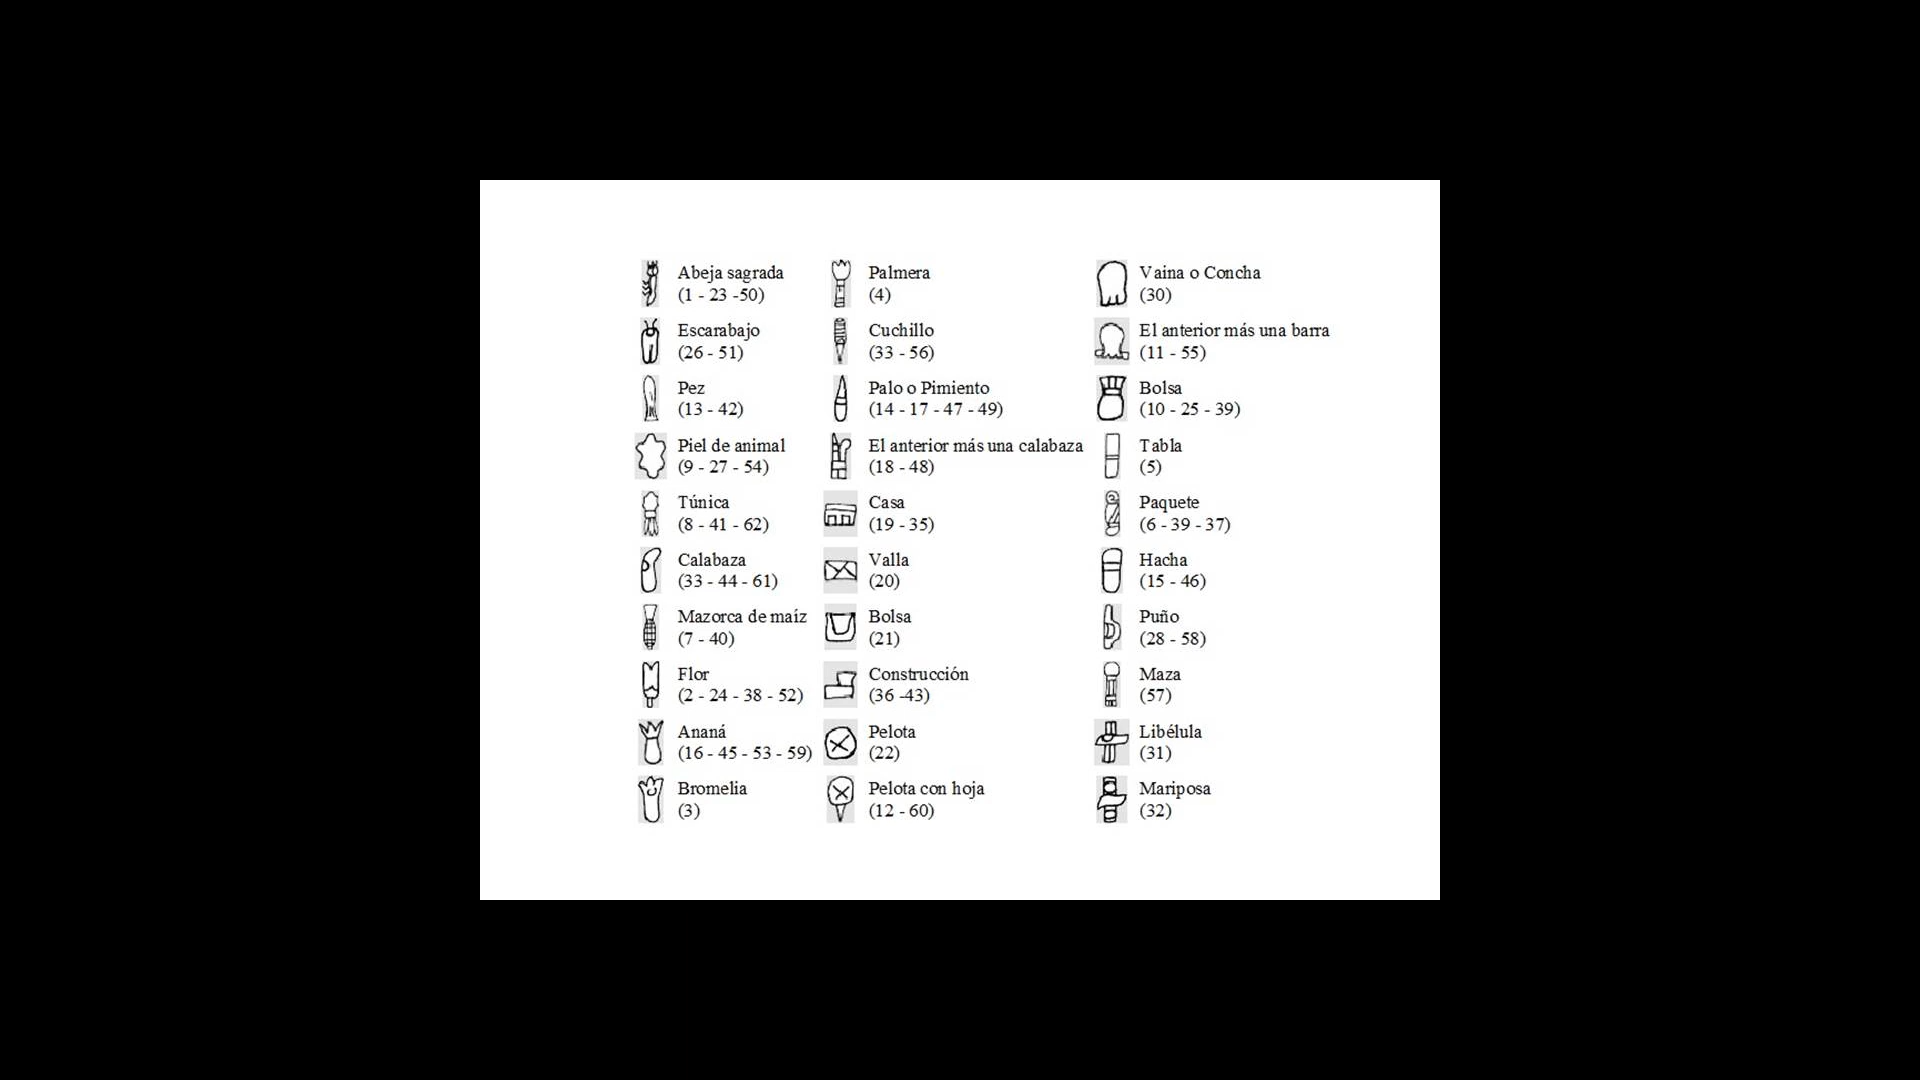 Abeja sagrada
(1 - 23 -50)
Escarabajo
(26 - 51)
Pez
(13 - 42)
Piel de animal
(9 - 27 - 54)
Túnica
(8 - 41 - 62)
Calabaza
(33 - 44 - 61)
Mazorca de maíz
(7 - 40)
Flor
(2 - 24 - 38 - 52)
Ananá
(16 - 45 - 53 - 59)
Bromelia
(3)
Palmera
(4)
Cuchillo
(33 - 56)
Palo o Pimiento
(14 - 17 - 47 - 49)
El anterior más una calabaza
(18 - 48)
Casa
(19 - 35)
Valla
(20)
Bolsa
(21)
Construcción
(36 -43)
Pelota
(22)
Pelota con hoja
(12 - 60)
Vaina o Concha
(30)
El anterior más una barra
(11 - 55)
Bolsa
(10 - 25 - 39)
Tabla
(5)
Paquete
(6 - 39 - 37)
Hacha
(15 - 46)
Puño
(28 - 58)
Maza
(57)
Libélula
(31)
Mariposa
(32)